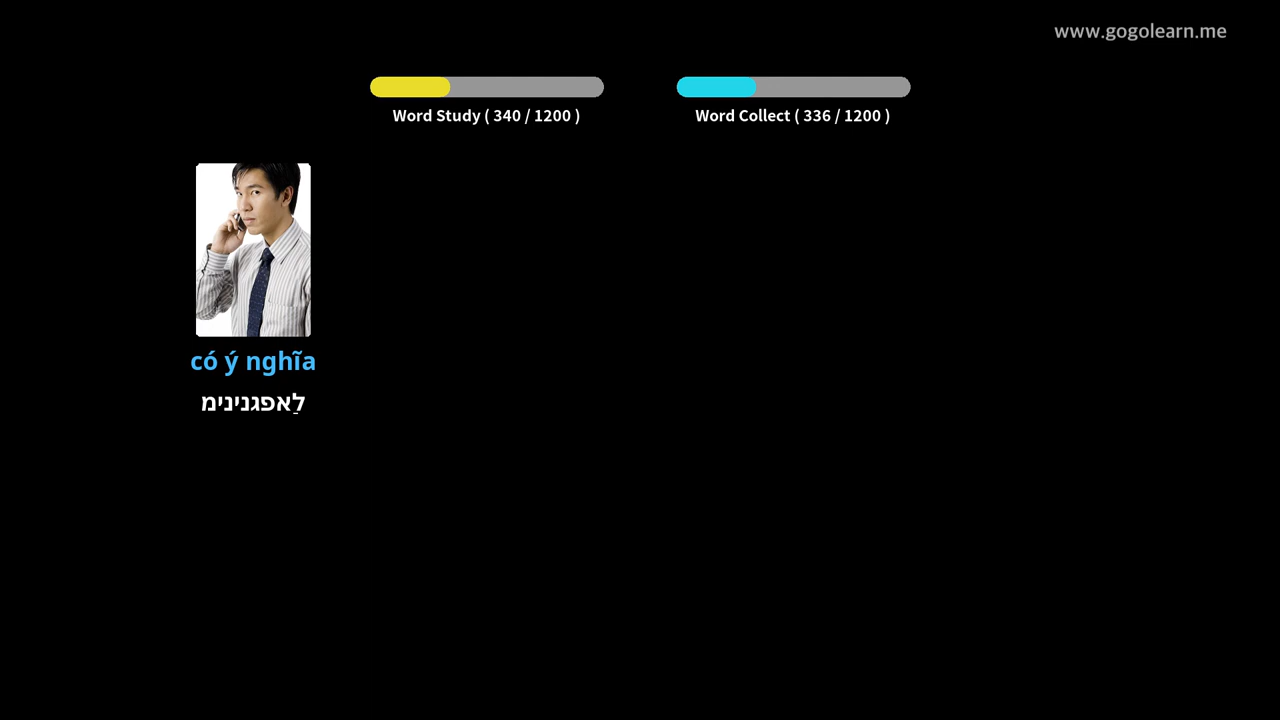 www.gogolearn.me
Word Study ( 340 / 1200 )
Word Collect ( 336 / 1200 )
có ý nghĩa
לַאפגנינימ